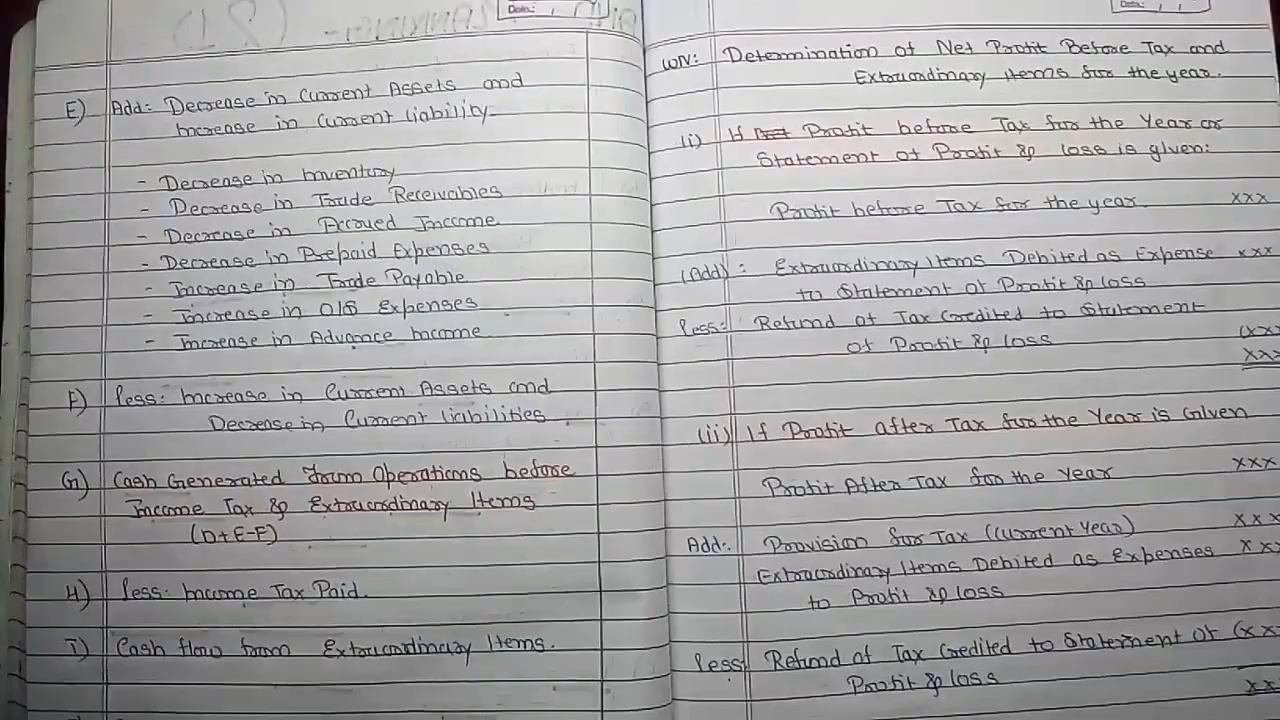 Date:
E) Add: Decrease in Current Assets and
Increase in Current liability
- Decrease in Inventory
- Decrease in Trade Receivables
- Decrease in Accrued Income
- Decrease in Prepaid Expenses
- Increase in Trade Payable
- Increase in O/S Expenses
- Increase in Advance Income
F) less: Increase in Current Assets and
Decrease in Current liabilities
G) Cash Generated from Operations before
Income Tax & Extraordinary Items
(D+E-F)
H) less: Income Tax Paid.
I) Cash flow from Extraordinary Items.
Date:
WN: Determination of Net Profit Before Tax and
Extraordinary Items for the year.
(i) If Profit before Tax for the Year or
Statement of Profit & loss is given:
Profit before Tax for the year xxx
(Add): Extraordinary Items Debited as Expense xxx
to Statement of Profit & loss
less: Refund of Tax Credited to Statement
of Profit & loss (xx
xxx
(ii) If Profit after Tax for the Year is Given
Profit After Tax for the Year xxx
Add: Provision for Tax (Current Year) xxx
Extraordinary Items Debited as Expenses xxx
to Profit & loss
less: Refund of Tax Credited to Statement of (xx
Profit & loss
xx